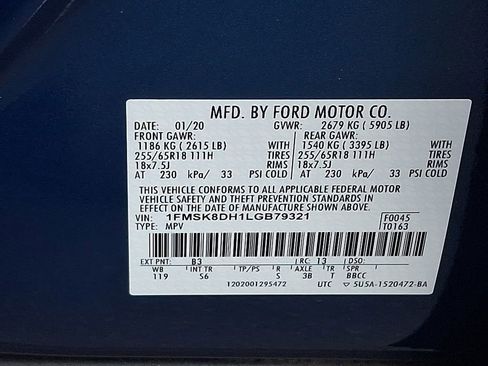 MFD. BY FORD MOTOR CO.
DATE: 01/20 GVWR: 2679 KG ( 5905 LB)
FRONT GAWR: REAR GAWR:
1186 KG ( 2615 LB) WITH 1540 KG ( 3395 LB) WITH
255/65R18 111H TIRES 255/65R18 111H TIRES
18x7.5J RIMS 18x7.5J RIMS
AT 230 kPa/ 33 PSI COLD AT 230 kPa/ 33 PSI COLD
THIS VEHICLE CONFORMS TO ALL APPLICABLE FEDERAL MOTOR
VEHICLE SAFETY AND THEFT PREVENTION STANDARDS IN EFFECT ON THE
DATE OF MANUFACTURE SHOWN ABOVE.
VIN: 1FMSK8DH1LGB79321 F0045
TYPE: MPV T0163
EXT PNT: B3 RC: 13 DSO:
WB INT TR TP/PS R AXLE TR SPR
119 S6 S 3B T BBCC
1202001295472 UTC 5U5A-1520472-BA